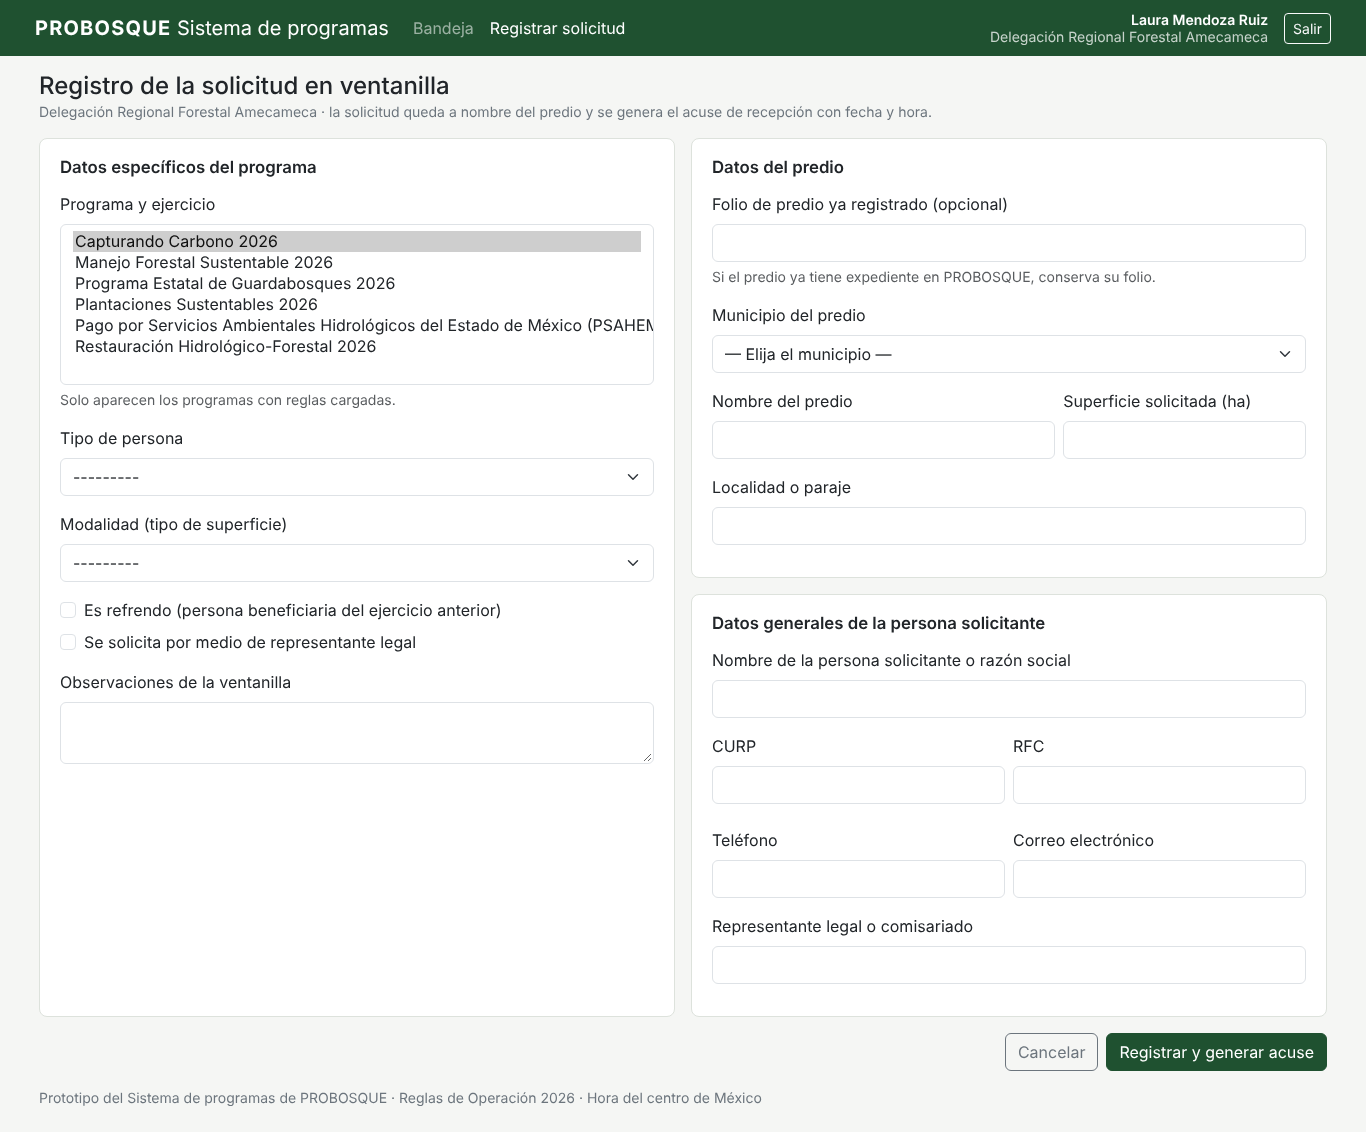 PROBOSQUE Sistema de programas
Bandeja
Registrar solicitud
Laura Mendoza Ruiz
Delegación Regional Forestal Amecameca
Salir
Registro de la solicitud en ventanilla
Delegación Regional Forestal Amecameca · la solicitud queda a nombre del predio y se genera el acuse de recepción con fecha y hora.
Datos específicos del programa
Programa y ejercicio
Capturando Carbono 2026
Manejo Forestal Sustentable 2026
Programa Estatal de Guardabosques 2026
Plantaciones Sustentables 2026
Pago por Servicios Ambientales Hidrológicos del Estado de México (PSAHEM
Restauración Hidrológico-Forestal 2026
Solo aparecen los programas con reglas cargadas.
Tipo de persona
---------
Modalidad (tipo de superficie)
---------
Es refrendo (persona beneficiaria del ejercicio anterior)
Se solicita por medio de representante legal
Observaciones de la ventanilla
Datos del predio
Folio de predio ya registrado (opcional)
Si el predio ya tiene expediente en PROBOSQUE, conserva su folio.
Municipio del predio
— Elija el municipio —
Nombre del predio
Superficie solicitada (ha)
Localidad o paraje
Datos generales de la persona solicitante
Nombre de la persona solicitante o razón social
CURP
RFC
Teléfono
Correo electrónico
Representante legal o comisariado
Cancelar
Registrar y generar acuse
Prototipo del Sistema de programas de PROBOSQUE · Reglas de Operación 2026 · Hora del centro de México